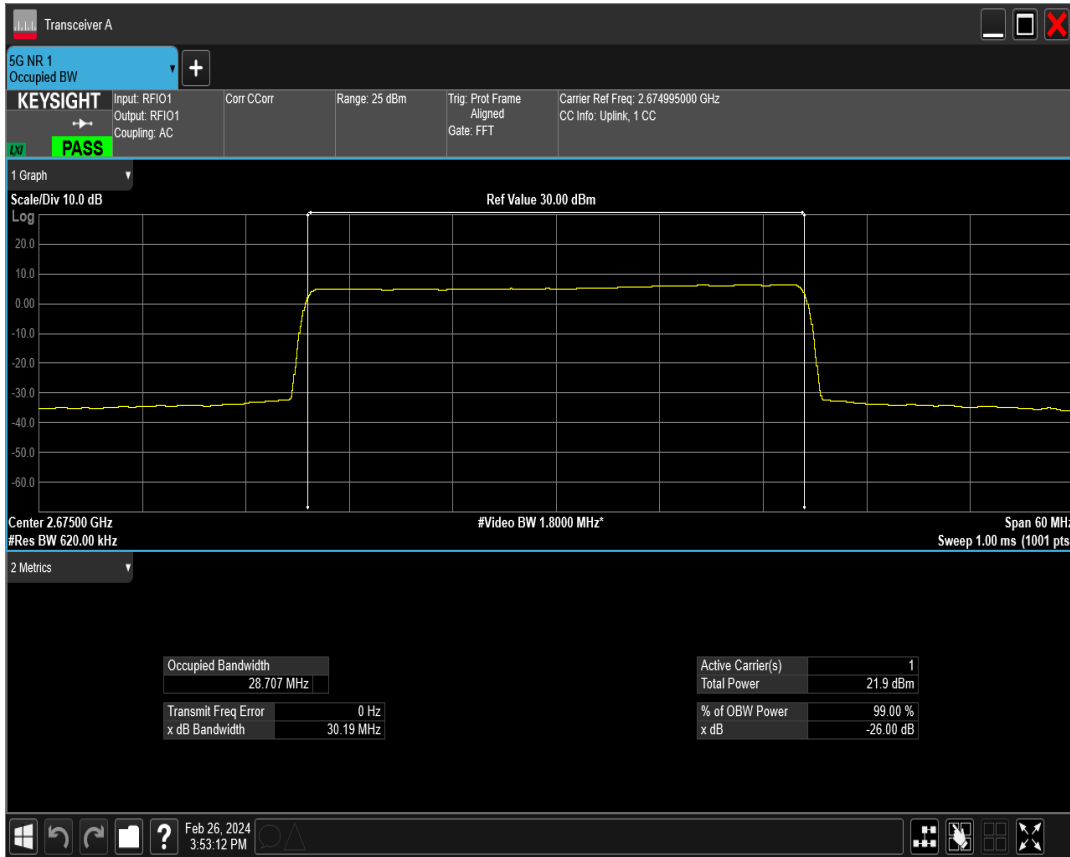 Transceiver A
5G NR 1
Occupied BW
+
KEYSIGHT
LXI
PASS
Input: RFIO1
Output: RFIO1
Coupling: AC
Corr CCorr
Range: 25 dBm
Trig: Prot Frame
Aligned
Gate: FFT
Carrier Ref Freq: 2.674995000 GHz
CC Info: Uplink, 1 CC
1 Graph
Scale/Div 10.0 dB
Ref Value 30.00 dBm
Log
20.0
10.0
0.00
-10.0
-20.0
-30.0
-40.0
-50.0
-60.0
Center 2.67500 GHz
#Video BW 1.8000 MHz*
Span 60 MHz
#Res BW 620.00 kHz
Sweep 1.00 ms (1001 pts
2 Metrics
Occupied Bandwidth
28.707 MHz
Transmit Freq Error 0 Hz
x dB Bandwidth 30.19 MHz
Active Carrier(s) 1
Total Power 21.9 dBm
% of OBW Power 99.00 %
x dB -26.00 dB
?
Feb 26, 2024
3:53:12 PM